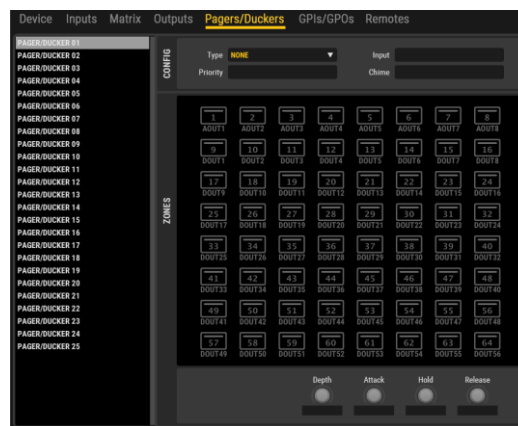 Device Inputs Matrix Outputs Pagers/Duckers GPIs/GPOs Remotes
PAGER/DUCKER 01
PAGER/DUCKER 02
PAGER/DUCKER 03
PAGER/DUCKER 04
PAGER/DUCKER 05
PAGER/DUCKER 06
PAGER/DUCKER 07
PAGER/DUCKER 08
PAGER/DUCKER 09
PAGER/DUCKER 10
PAGER/DUCKER 11
PAGER/DUCKER 12
PAGER/DUCKER 13
PAGER/DUCKER 14
PAGER/DUCKER 15
PAGER/DUCKER 16
PAGER/DUCKER 17
PAGER/DUCKER 18
PAGER/DUCKER 19
PAGER/DUCKER 20
PAGER/DUCKER 21
PAGER/DUCKER 22
PAGER/DUCKER 23
PAGER/DUCKER 24
PAGER/DUCKER 25
CONFIG
Type NONE Input
Priority Chime
ZONES
1 2 3 4 5 6 7 8
AOUT1 AOUT2 AOUT3 AOUT4 AOUT5 AOUT6 AOUT7 AOUT8
9 10 11 12 13 14 15 16
DOUT1 DOUT2 DOUT3 DOUT4 DOUT5 DOUT6 DOUT7 DOUT8
17 18 19 20 21 22 23 24
DOUT9 DOUT10 DOUT11 DOUT12 DOUT13 DOUT14 DOUT15 DOUT16
25 26 27 28 29 30 31 32
DOUT17 DOUT18 DOUT19 DOUT20 DOUT21 DOUT22 DOUT23 DOUT24
33 34 35 36 37 38 39 40
DOUT25 DOUT26 DOUT27 DOUT28 DOUT29 DOUT30 DOUT31 DOUT32
41 42 43 44 45 46 47 48
DOUT33 DOUT34 DOUT35 DOUT36 DOUT37 DOUT38 DOUT39 DOUT40
49 50 51 52 53 54 55 56
DOUT41 DOUT42 DOUT43 DOUT44 DOUT45 DOUT46 DOUT47 DOUT48
57 58 59 60 61 62 63 64
DOUT49 DOUT50 DOUT51 DOUT52 DOUT53 DOUT54 DOUT55 DOUT56
Depth Attack Hold Release